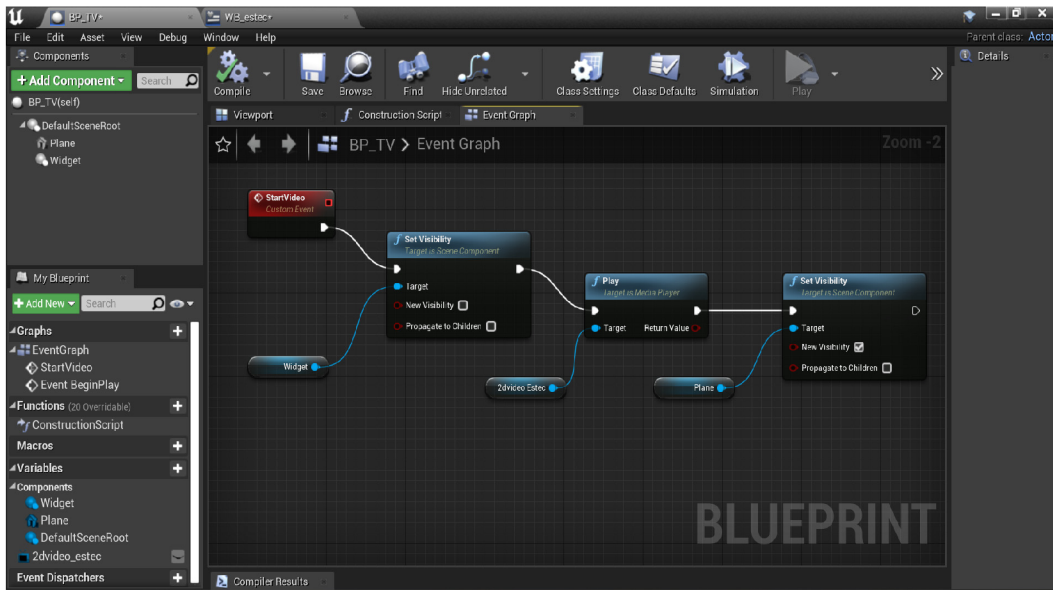 BP_TV*
WB_estec*
File Edit Asset View Debug Window Help
Parent class: Actor
Components
+ Add Component
Search
BP_TV(self)
DefaultSceneRoot
Plane
Widget
Compile
Save
Browse
Find
Hide Unrelated
Class Settings
Class Defaults
Simulation
Play
Details
Viewport
Construction Script
Event Graph
BP_TV > Event Graph
Zoom -2
StartVideo
Custom Event
Set Visibility
Target is Scene Component
Target
New Visibility
Propagate to Children
Widget
Play
Target is Media Player
Target Return Value
2dvideo Estec
Set Visibility
Target is Scene Component
Target
New Visibility
Propagate to Children
Plane
BLUEPRINT
My Blueprint
+ Add New
Search
Graphs
EventGraph
StartVideo
Event BeginPlay
Functions (20 Overridable)
ConstructionScript
Macros
Variables
Components
Widget
Plane
DefaultSceneRoot
2dvideo_estec
Event Dispatchers
Compiler Results